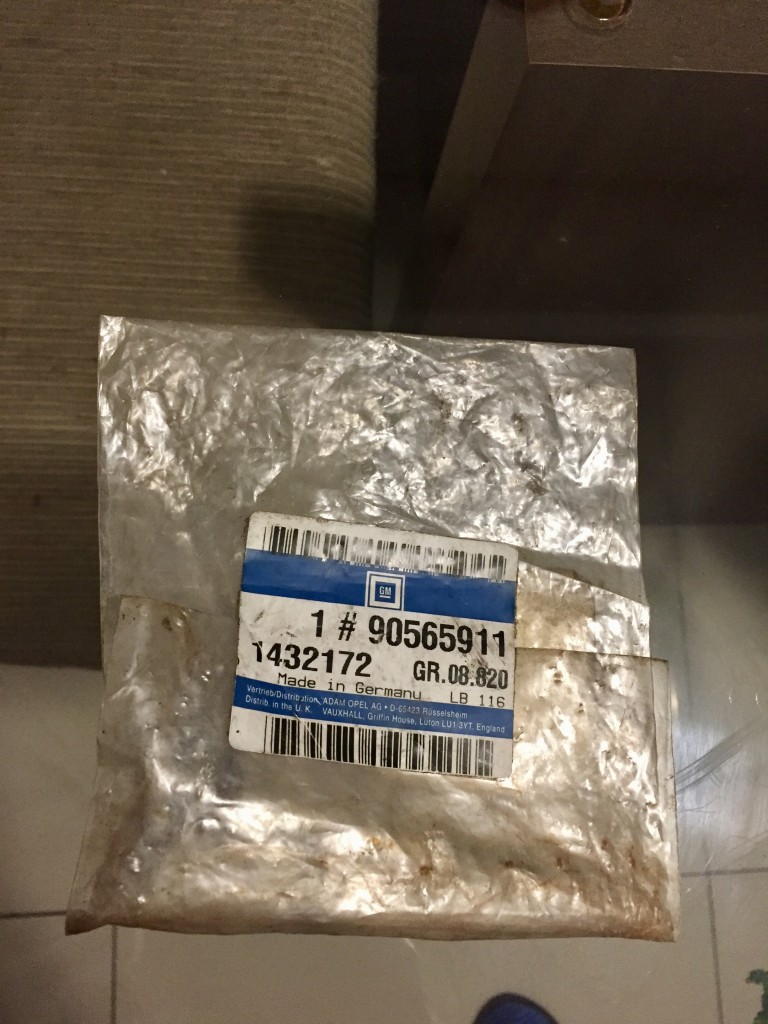 GM
1 # 90565911
1432172 GR.08.820
Made in Germany LB 116
Vertrieb/Distribution ADAM OPEL AG • D-65423 Rüsselsheim
Distrib. in the U. K. VAUXHALL, Griffin House, Luton LU1 3YT. England